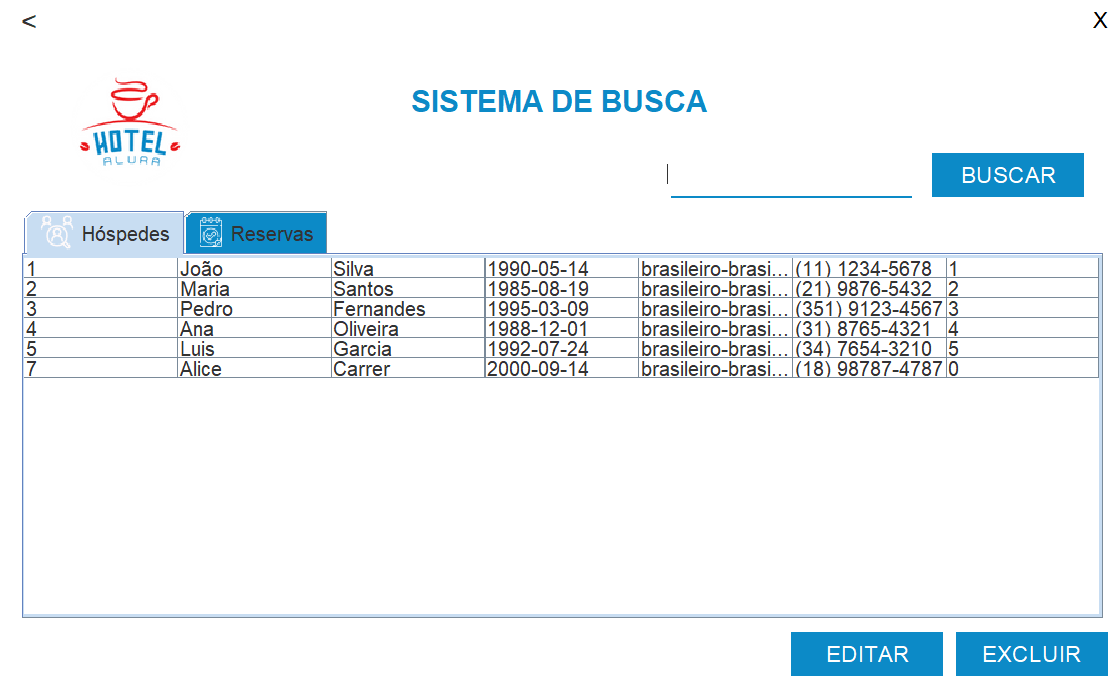 < X
HOTEL
ALURA
SISTEMA DE BUSCA
BUSCAR
Hóspedes Reservas
1 João Silva 1990-05-14 brasileiro-brasi... (11) 1234-5678 1
2 Maria Santos 1985-08-19 brasileiro-brasi... (21) 9876-5432 2
3 Pedro Fernandes 1995-03-09 brasileiro-brasi... (351) 9123-4567 3
4 Ana Oliveira 1988-12-01 brasileiro-brasi... (31) 8765-4321 4
5 Luis Garcia 1992-07-24 brasileiro-brasi... (34) 7654-3210 5
7 Alice Carrer 2000-09-14 brasileiro-brasi... (18) 98787-4787 0
EDITAR EXCLUIR